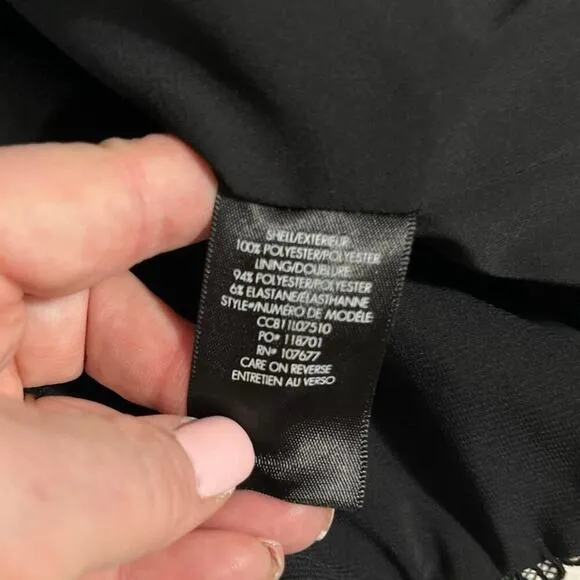 SHELL/EXTÉRIEUR
100% POLYESTER/POLYESTER
LINING/DOUBLURE
94% POLYESTER/POLYESTER
6% ELASTANE/ÉLASTHANNE
STYLE#/NUMÉRO DE MODÈLE
CC811L07510
PO# 118701
RN# 107677
CARE ON REVERSE
ENTRETIEN AU VERSO